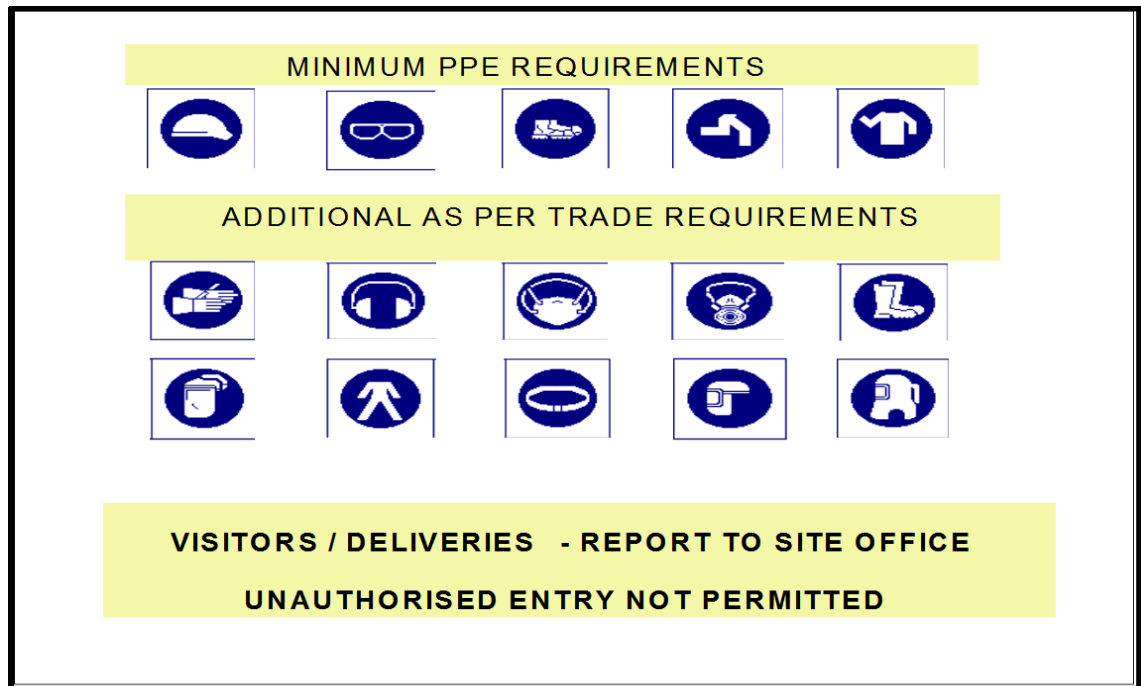 MINIMUM PPE REQUIREMENTS
ADDITIONAL AS PER TRADE REQUIREMENTS
VISITORS / DELIVERIES - REPORT TO SITE OFFICE
UNAUTHORISED ENTRY NOT PERMITTED